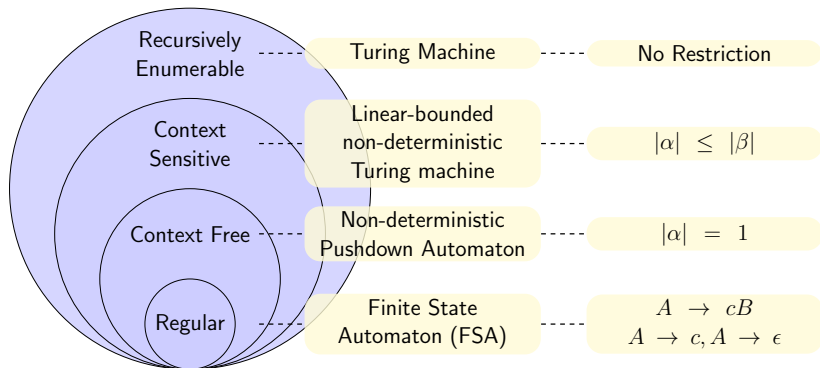 Recursively
Enumerable
Turing Machine
No Restriction
Context
Sensitive
Linear-bounded
non-deterministic
Turing machine
|α| ≤ |β|
Context Free
Non-deterministic
Pushdown Automaton
|α| = 1
Regular
Finite State
Automaton (FSA)
A → cB
A → c, A → ϵ